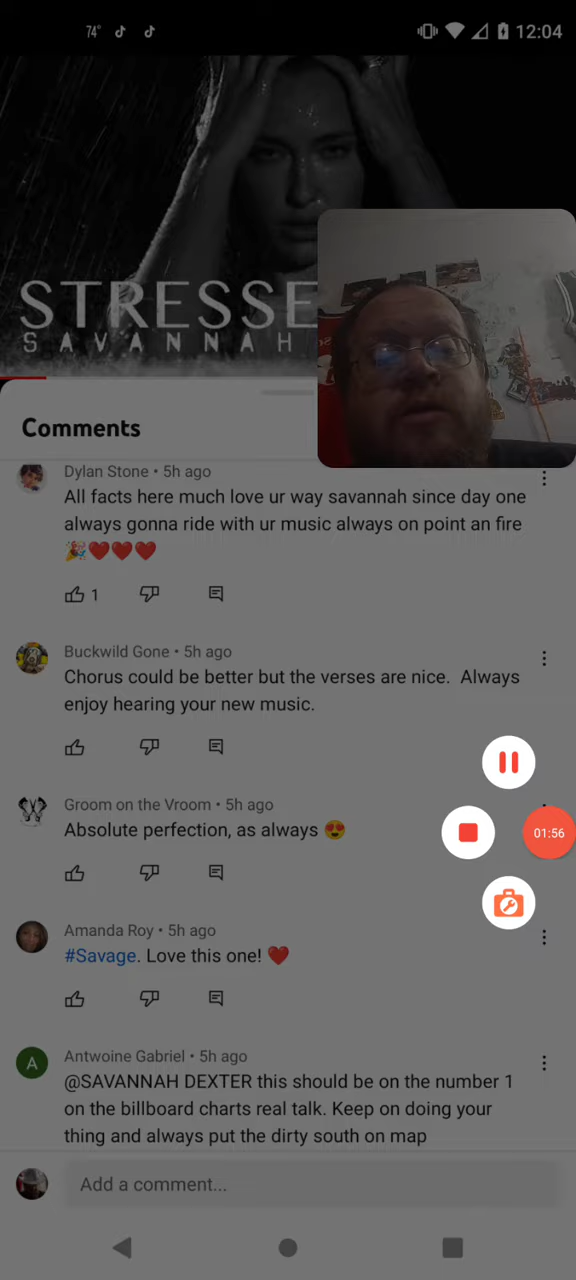 74°
12:04
STRESSE
SAVANNAH
Comments
Dylan Stone • 5h ago
All facts here much love ur way savannah since day one
always gonna ride with ur music always on point an fire
🎉❤️❤️❤️
1
Buckwild Gone • 5h ago
Chorus could be better but the verses are nice.  Always
enjoy hearing your new music.
Groom on the Vroom • 5h ago
Absolute perfection, as always 😍
01:56
Amanda Roy • 5h ago
#Savage. Love this one! ❤️
A
Antwoine Gabriel • 5h ago
@SAVANNAH DEXTER this should be on the number 1
on the billboard charts real talk. Keep on doing your
thing and always put the dirty south on map
Add a comment...